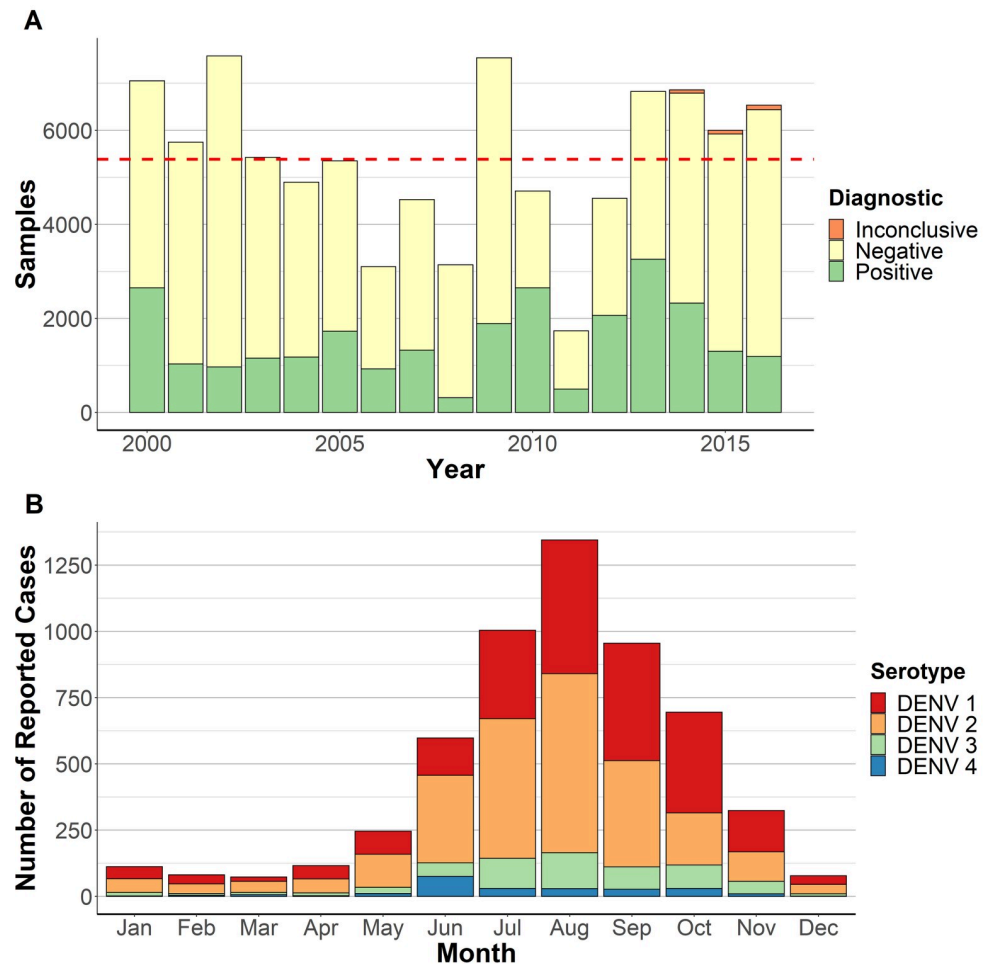 A
Samples
6000
4000
2000
0
2000 2005 2010 2015
Year
Diagnostic
Inconclusive
Negative
Positive
B
Number of Reported Cases
1250
1000
750
500
250
0
Jan Feb Mar Apr May Jun Jul Aug Sep Oct Nov Dec
Month
Serotype
DENV 1
DENV 2
DENV 3
DENV 4